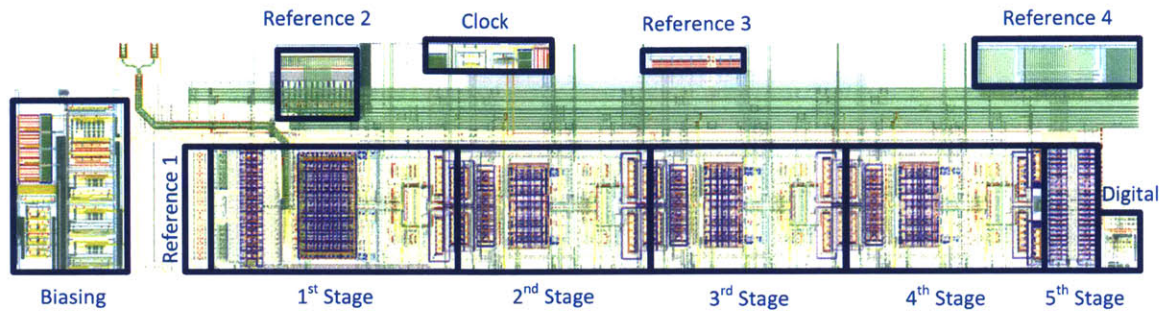 Reference 2
Clock
Reference 3
Reference 4
Reference 1
Digital
Biasing
1st Stage
2nd Stage
3rd Stage
4th Stage
5th Stage